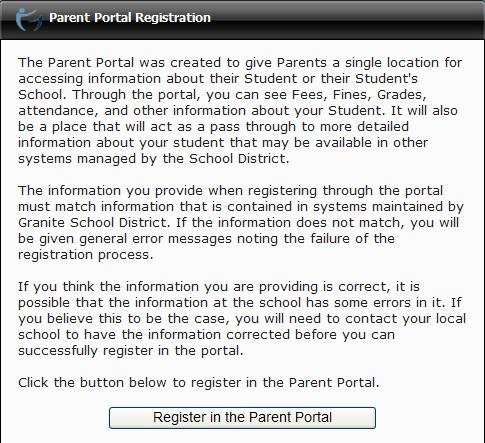 Parent Portal Registration
The Parent Portal was created to give Parents a single location for
accessing information about their Student or their Student's
School. Through the portal, you can see Fees, Fines, Grades,
attendance, and other information about your Student. It will also
be a place that will act as a pass through to more detailed
information about your student that may be available in other
systems managed by the School District.
The information you provide when registering through the portal
must match information that is contained in systems maintained by
Granite School District. If the information does not match, you will
be given general error messages noting the failure of the
registration process.
If you think the information you are providing is correct, it is
possible that the information at the school has some errors in it. If
you believe this to be the case, you will need to contact your local
school to have the information corrected before you can
successfully register in the portal.
Click the button below to register in the Parent Portal.
Register in the Parent Portal